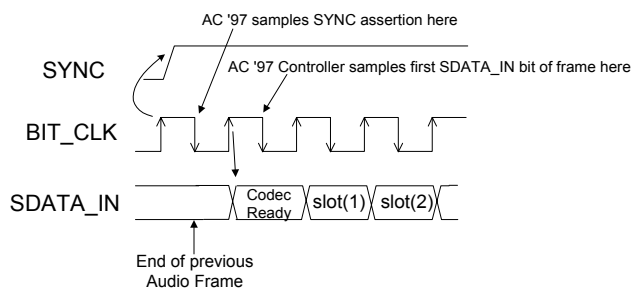 AC '97 samples SYNC assertion here
SYNC
AC '97 Controller samples first SDATA_IN bit of frame here
BIT_CLK
SDATA_IN
Codec
Ready
slot(1)
slot(2)
End of previous
Audio Frame